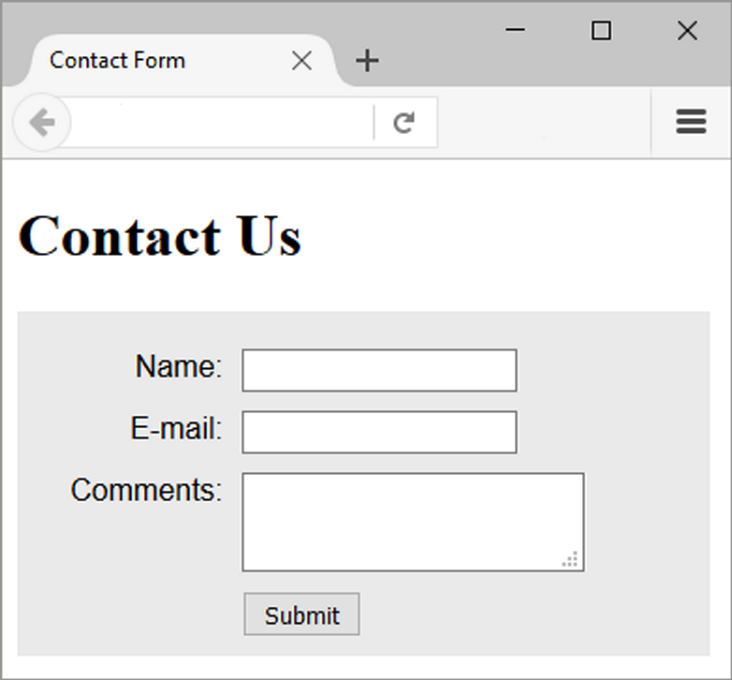 Contact Form
Contact Us
Name:
E-mail:
Comments:
Submit